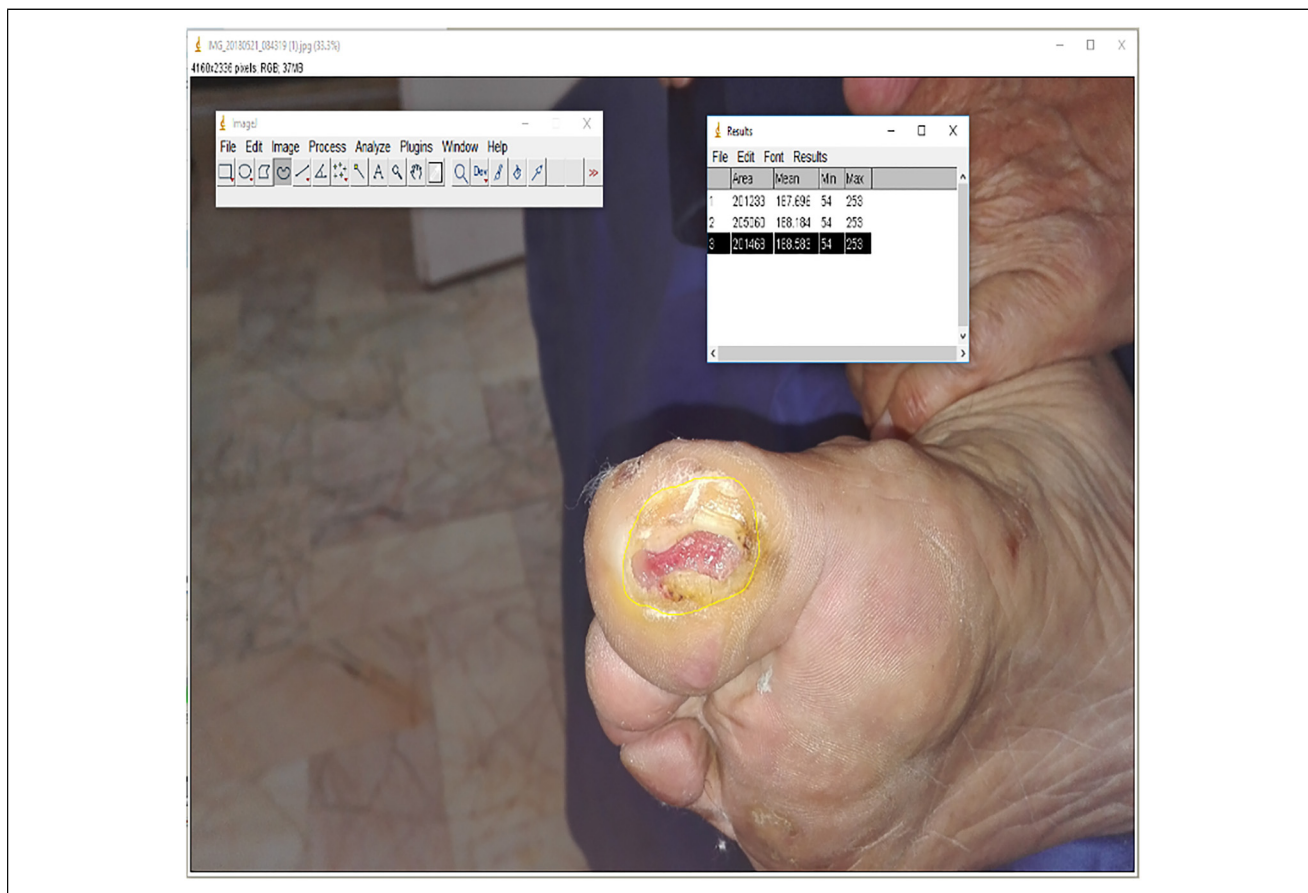 IMG_20180521_084319 (1).jpg (33.3%)
4160x2336 pixels; RGB; 37MB
ImageJ
File Edit Image Process Analyze Plugins Window Help
Dev
Results
File Edit Font Results
Area Mean Min Max
1 201233 187.696 54 253
2 205060 188.184 54 253
3 201463 188.583 54 253